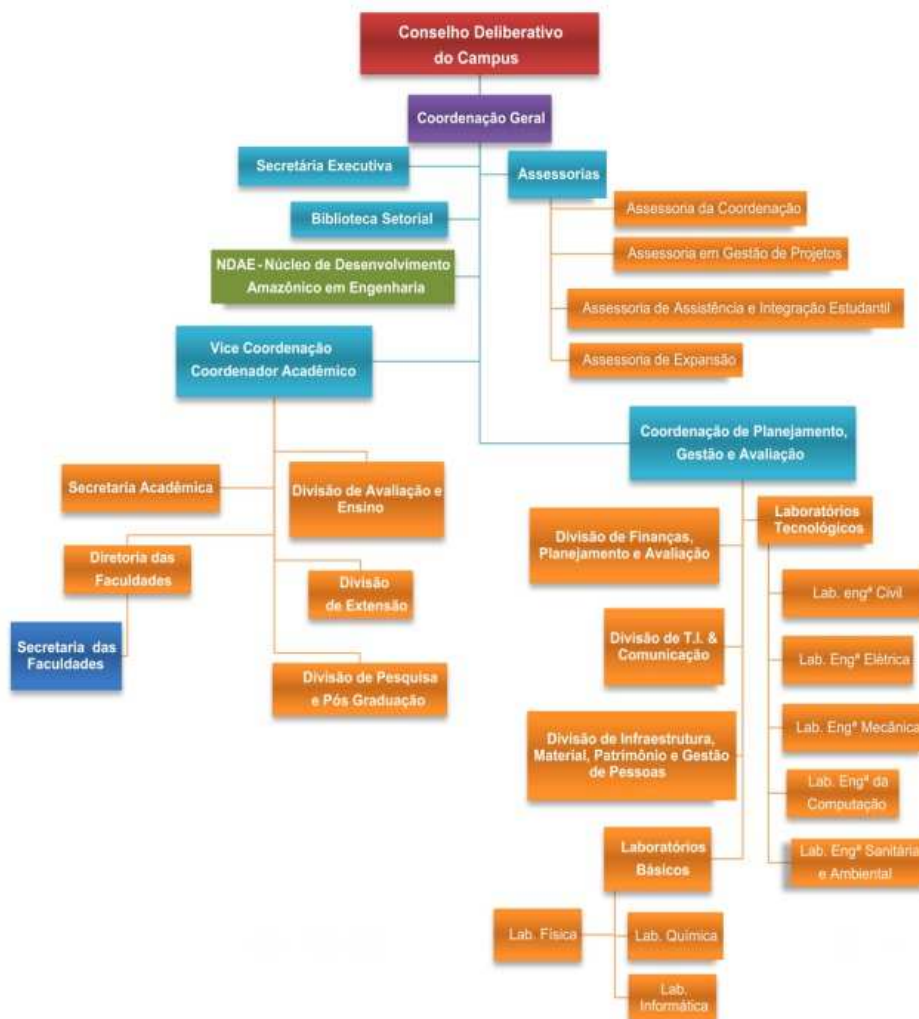 Conselho Deliberativo
do Campus
Coordenação Geral
Secretária Executiva
Assessorias
Assessoria da Coordenação
Biblioteca Setorial
Assessoria em Gestão de Projetos
NDAE - Núcleo de Desenvolvimento
Amazônico em Engenharia
Assessoria de Assistência e Integração Estudantil
Assessoria de Expansão
Vice Coordenação
Coordenador Acadêmico
Coordenação de Planejamento,
Gestão e Avaliação
Secretaria Acadêmica
Divisão de Avaliação e
Ensino
Diretoria das
Faculdades
Divisão
de Extensão
Secretaria das
Faculdades
Divisão de Pesquisa
e Pós Graduação
Laboratórios
Tecnológicos
Divisão de Finanças,
Planejamento e Avaliação
Lab. engª Civil
Divisão de T.I. &
Comunicação
Lab. Engª Elétrica
Divisão de Infraestrutura,
Material, Patrimônio e Gestão
de Pessoas
Lab. Engª Mecânica
Lab. Engª da
Computação
Laboratórios
Básicos
Lab. Engª Sanitária
e Ambiental
Lab. Física
Lab. Química
Lab.
Informática